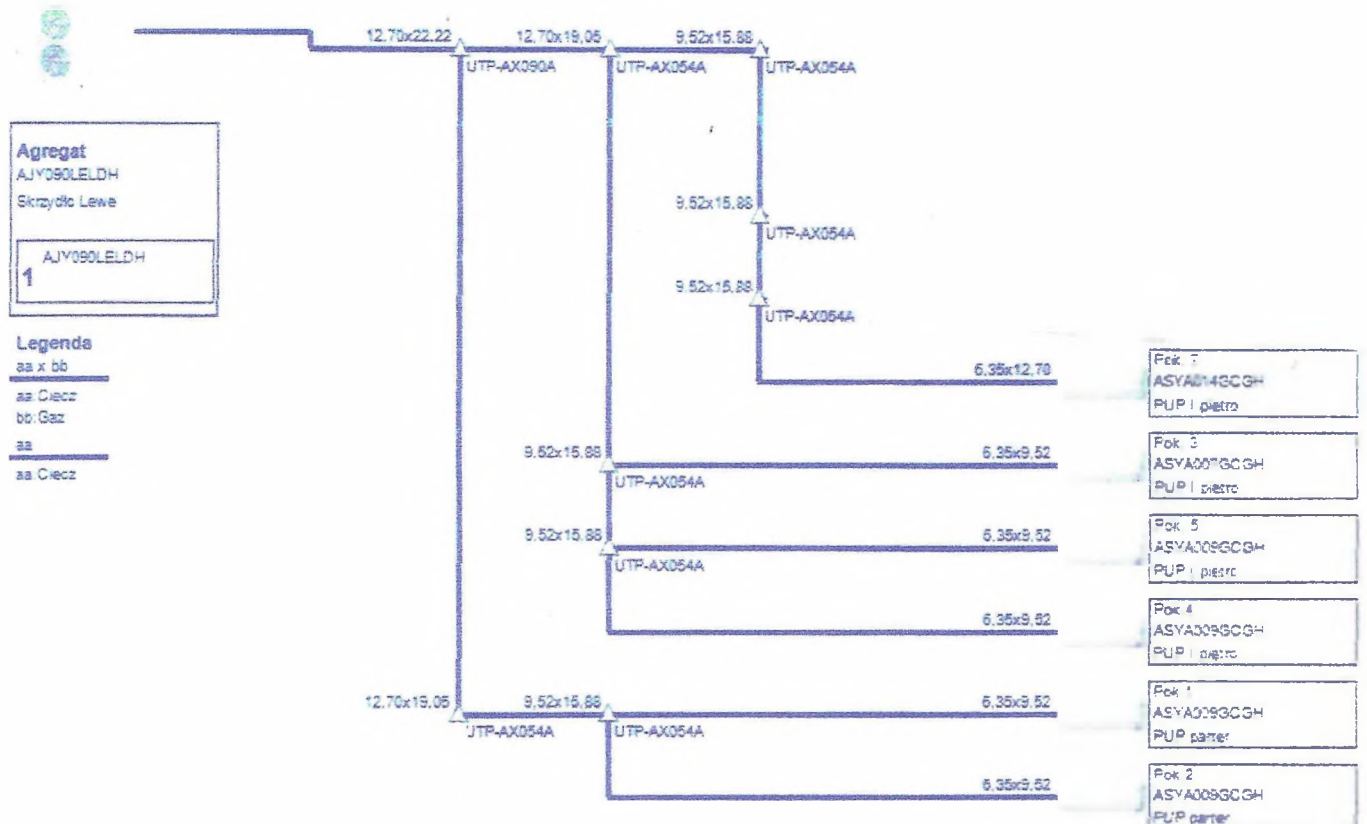 12.70x22.22
12.70x19.05
9.52x15.88
UTP-AX090A
UTP-AX054A
UTP-AX054A
Agregat
AJY090LELDH
Skrzydło Lewe
AJY090LELDH
1
Legenda
aa x bb
aa:Ciecz
bb:Gaz
aa
aa:Ciecz
9.52x15.88
UTP-AX054A
9.52x15.88
UTP-AX054A
6.35x12.70
Pok.
ASYA014GCGH
PUP I piętro
9.52x15.88
UTP-AX054A
6.35x9.52
Pok. 3
ASYA007GCGH
PUP I piętro
9.52x15.88
UTP-AX054A
6.35x9.52
Pok. 5
ASYA009GCGH
PUP I piętro
6.35x9.52
Pok. 4
ASYA009GCGH
PUP I piętro
12.70x19.05
UTP-AX054A
9.52x15.88
UTP-AX054A
6.35x9.52
Pok. 1
ASYA009GCGH
PUP parter
6.35x9.52
Pok. 2
ASYA009GCGH
PUP parter